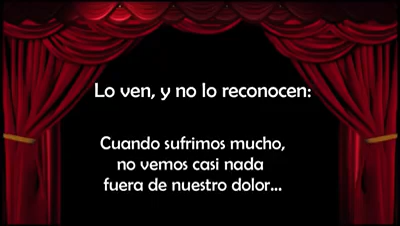 Lo ven, y no lo reconocen:
Cuando sufrimos mucho,
no vemos casi nada
fuera de nuestro dolor...